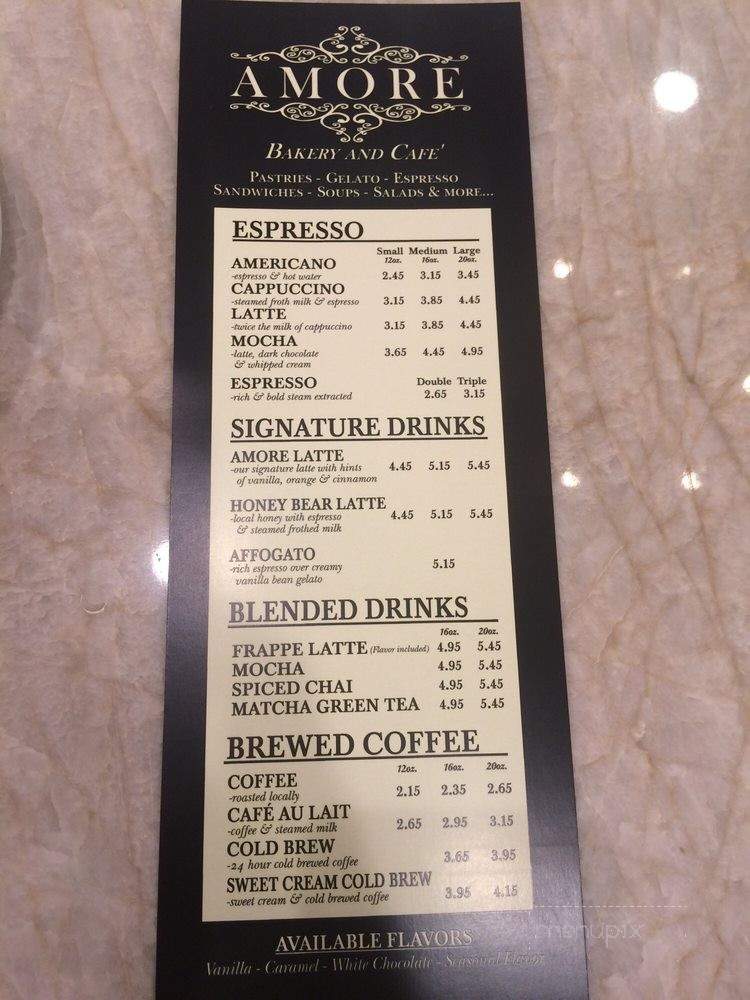 AMORE
BAKERY AND CAFE'
PASTRIES - GELATO - ESPRESSO
SANDWICHES - SOUPS - SALADS & MORE...
ESPRESSO
Small Medium Large
12oz. 16oz. 20oz.
AMERICANO
-espresso & hot water 2.45 3.15 3.45
CAPPUCCINO
-steamed froth milk & espresso 3.15 3.85 4.45
LATTE
-twice the milk of cappuccino 3.15 3.85 4.45
MOCHA
-latte, dark chocolate 3.65 4.45 4.95
& whipped cream
ESPRESSO Double Triple
-rich & bold steam extracted 2.65 3.15
SIGNATURE DRINKS
AMORE LATTE
-our signature latte with hints 4.45 5.15 5.45
of vanilla, orange & cinnamon
HONEY BEAR LATTE
-local honey with espresso 4.45 5.15 5.45
& steamed frothed milk
AFFOGATO
-rich espresso over creamy 5.15
vanilla bean gelato
BLENDED DRINKS
16oz. 20oz.
FRAPPE LATTE (Flavor included) 4.95 5.45
MOCHA 4.95 5.45
SPICED CHAI 4.95 5.45
MATCHA GREEN TEA 4.95 5.45
BREWED COFFEE
12oz. 16oz. 20oz.
COFFEE
-roasted locally 2.15 2.35 2.65
CAFÉ AU LAIT
-coffee & steamed milk 2.65 2.95 3.15
COLD BREW
-24 hour cold brewed coffee 3.65 3.95
SWEET CREAM COLD BREW
-sweet cream & cold brewed coffee 3.95 4.15
AVAILABLE FLAVORS
Vanilla - Caramel - White Chocolate - Seasonal Flavor
menupix